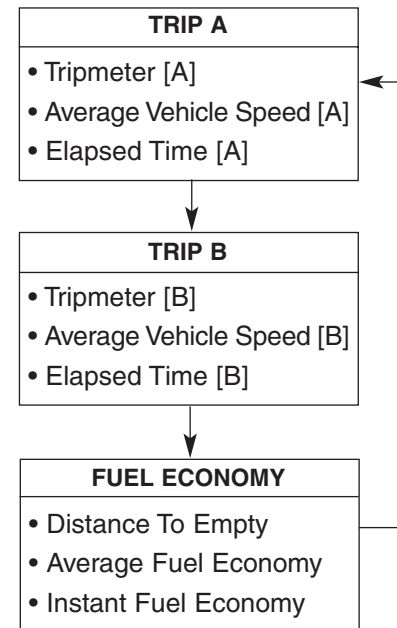 TRIP A
• Tripmeter [A]
• Average Vehicle Speed [A]
• Elapsed Time [A]
TRIP B
• Tripmeter [B]
• Average Vehicle Speed [B]
• Elapsed Time [B]
FUEL ECONOMY
• Distance To Empty
• Average Fuel Economy
• Instant Fuel Economy